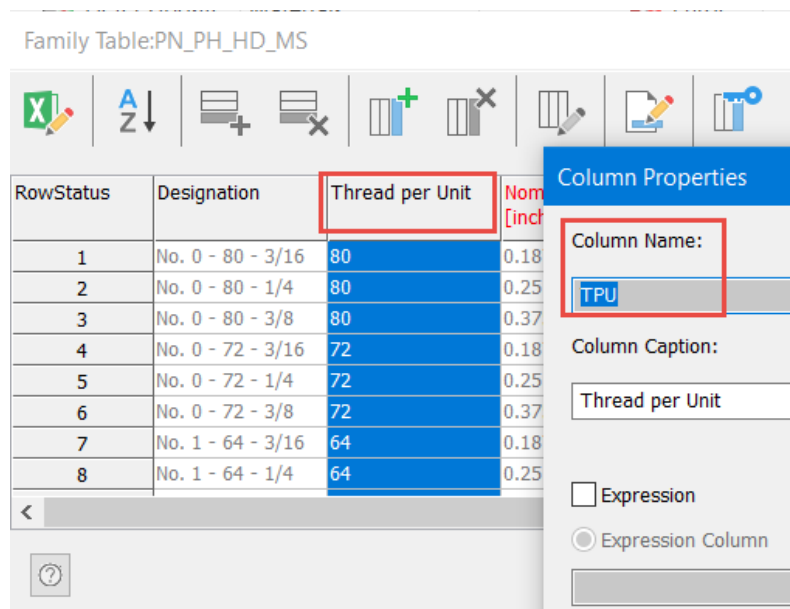 Family Table:PN_PH_HD_MS
RowStatus Designation Thread per Unit
1 No. 0 - 80 - 3/16 80 0.18
2 No. 0 - 80 - 1/4 80 0.25
3 No. 0 - 80 - 3/8 80 0.37
4 No. 0 - 72 - 3/16 72 0.18
5 No. 0 - 72 - 1/4 72 0.25
6 No. 0 - 72 - 3/8 72 0.37
7 No. 1 - 64 - 3/16 64 0.18
8 No. 1 - 64 - 1/4 64 0.25
Column Properties
Column Name:
TPU
Column Caption:
Thread per Unit
Expression
Expression Column